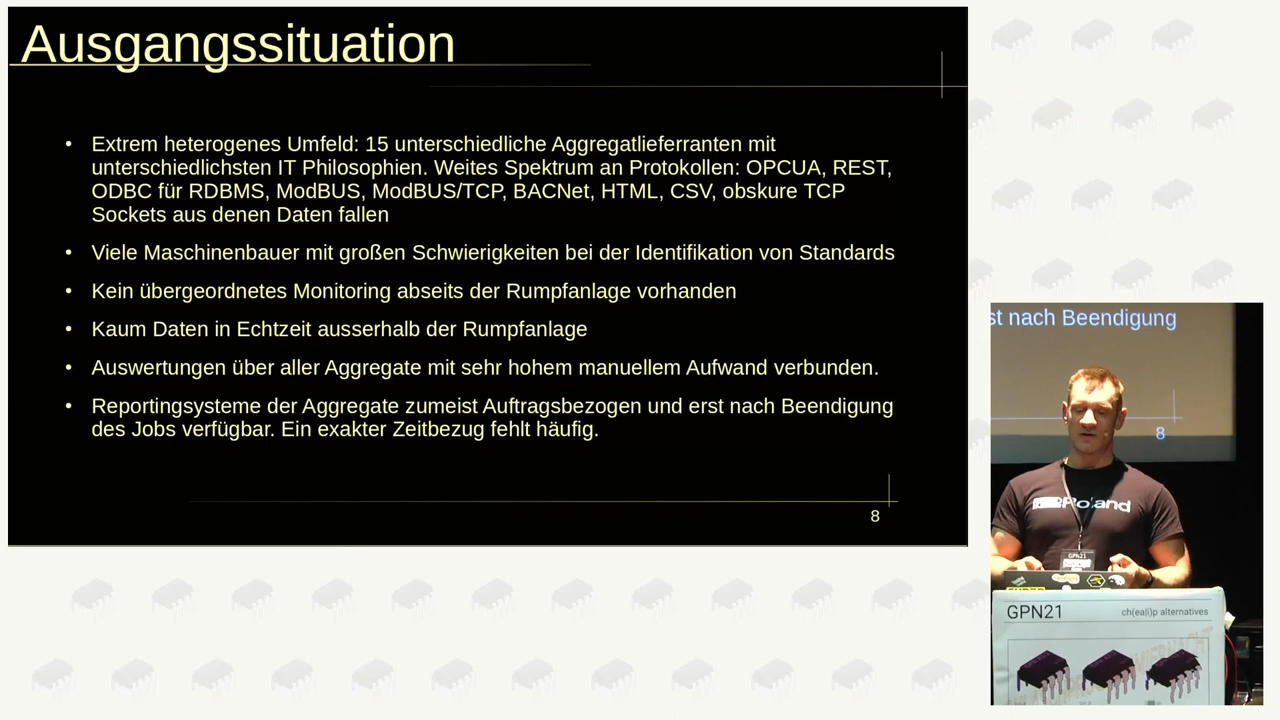 Ausgangssituation
• Extrem heterogenes Umfeld: 15 unterschiedliche Aggregatlieferranten mit
unterschiedlichsten IT Philosophien. Weites Spektrum an Protokollen: OPCUA, REST,
ODBC für RDBMS, ModBUS, ModBUS/TCP, BACNet, HTML, CSV, obskure TCP
Sockets aus denen Daten fallen
• Viele Maschinenbauer mit großen Schwierigkeiten bei der Identifikation von Standards
• Kein übergeordnetes Monitoring abseits der Rumpfanlage vorhanden
• Kaum Daten in Echtzeit ausserhalb der Rumpfanlage
• Auswertungen über aller Aggregate mit sehr hohem manuellem Aufwand verbunden.
• Reportingsysteme der Aggregate zumeist Auftragsbezogen und erst nach Beendigung
des Jobs verfügbar. Ein exakter Zeitbezug fehlt häufig.
8
st nach Beendigung
8
Roland
GPN21
GPN21
ch(ea|i)p alternatives